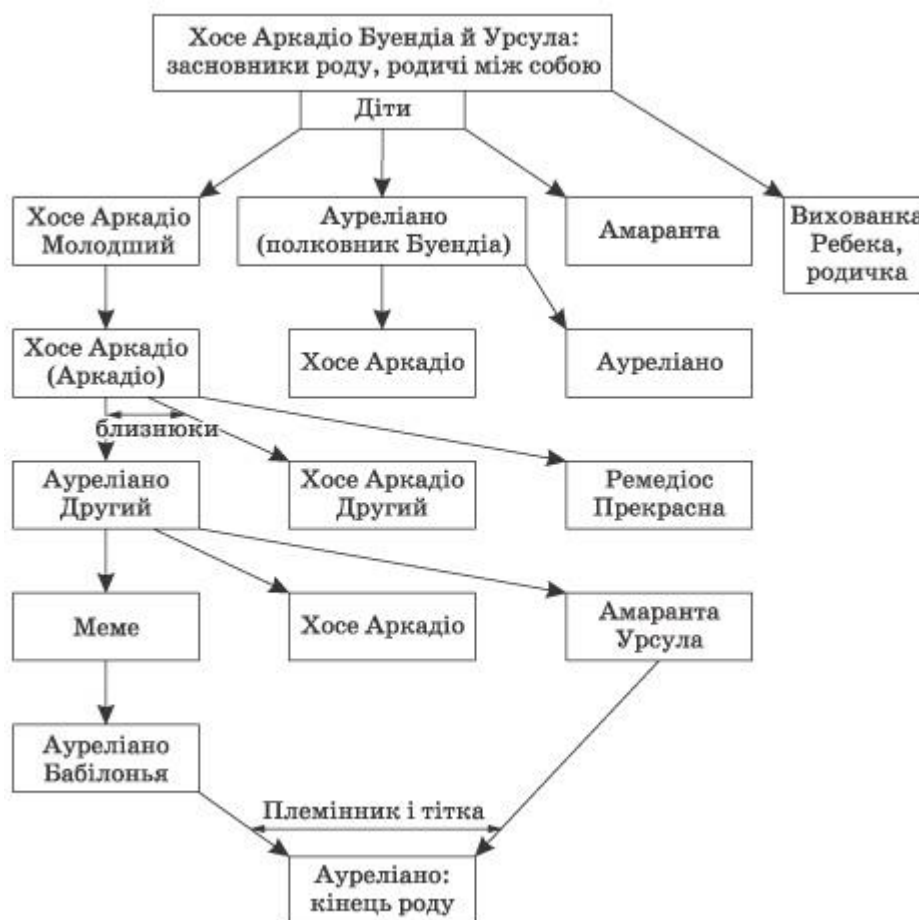 Хосе Аркадіо Буендіа й Урсула:
засновники роду, родичі між собою
Діти
Хосе Аркадіо
Молодший
Ауреліано
(полковник Буендіа)
Амаранта
Вихованка
Ребека,
родичка
Хосе Аркадіо
(Аркадіо)
Хосе Аркадіо
Ауреліано
близнюки
Ауреліано
Другий
Хосе Аркадіо
Другий
Ремедіос
Прекрасна
Меме
Хосе Аркадіо
Амаранта
Урсула
Ауреліано
Бабілонья
Племінник і тітка
Ауреліано:
кінець роду